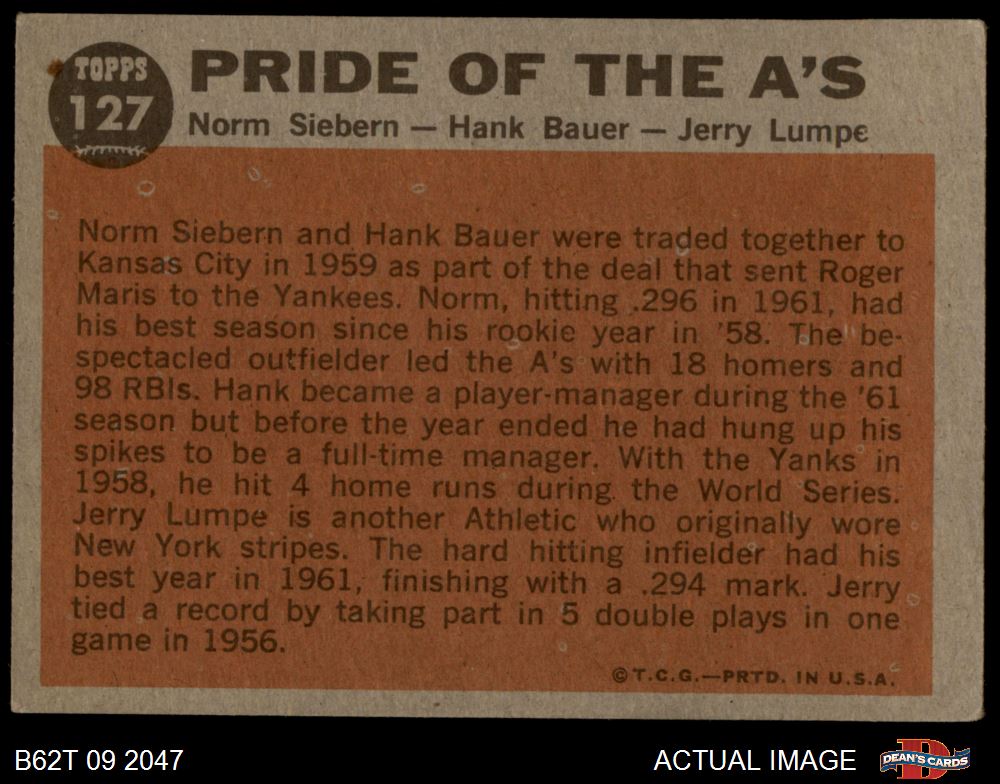 TOPPS
127
PRIDE OF THE A'S
Norm Siebern — Hank Bauer — Jerry Lumpe
Norm Siebern and Hank Bauer were traded together to
Kansas City in 1959 as part of the deal that sent Roger
Maris to the Yankees. Norm, hitting .296 in 1961, had
his best season since his rookie year in '58. The be-
spectacled outfielder led the A's with 18 homers and
98 RBIs. Hank became a player-manager during the '61
season but before the year ended he had hung up his
spikes to be a full-time manager. With the Yanks in
1958, he hit 4 home runs during the World Series.
Jerry Lumpe is another Athletic who originally wore
New York stripes. The hard hitting infielder had his
best year in 1961, finishing with a .294 mark. Jerry
tied a record by taking part in 5 double plays in one
game in 1956.
©T.C.G.—PRTD. IN U.S.A.
B62T 09 2047
ACTUAL IMAGE
D
DEAN'S CARDS